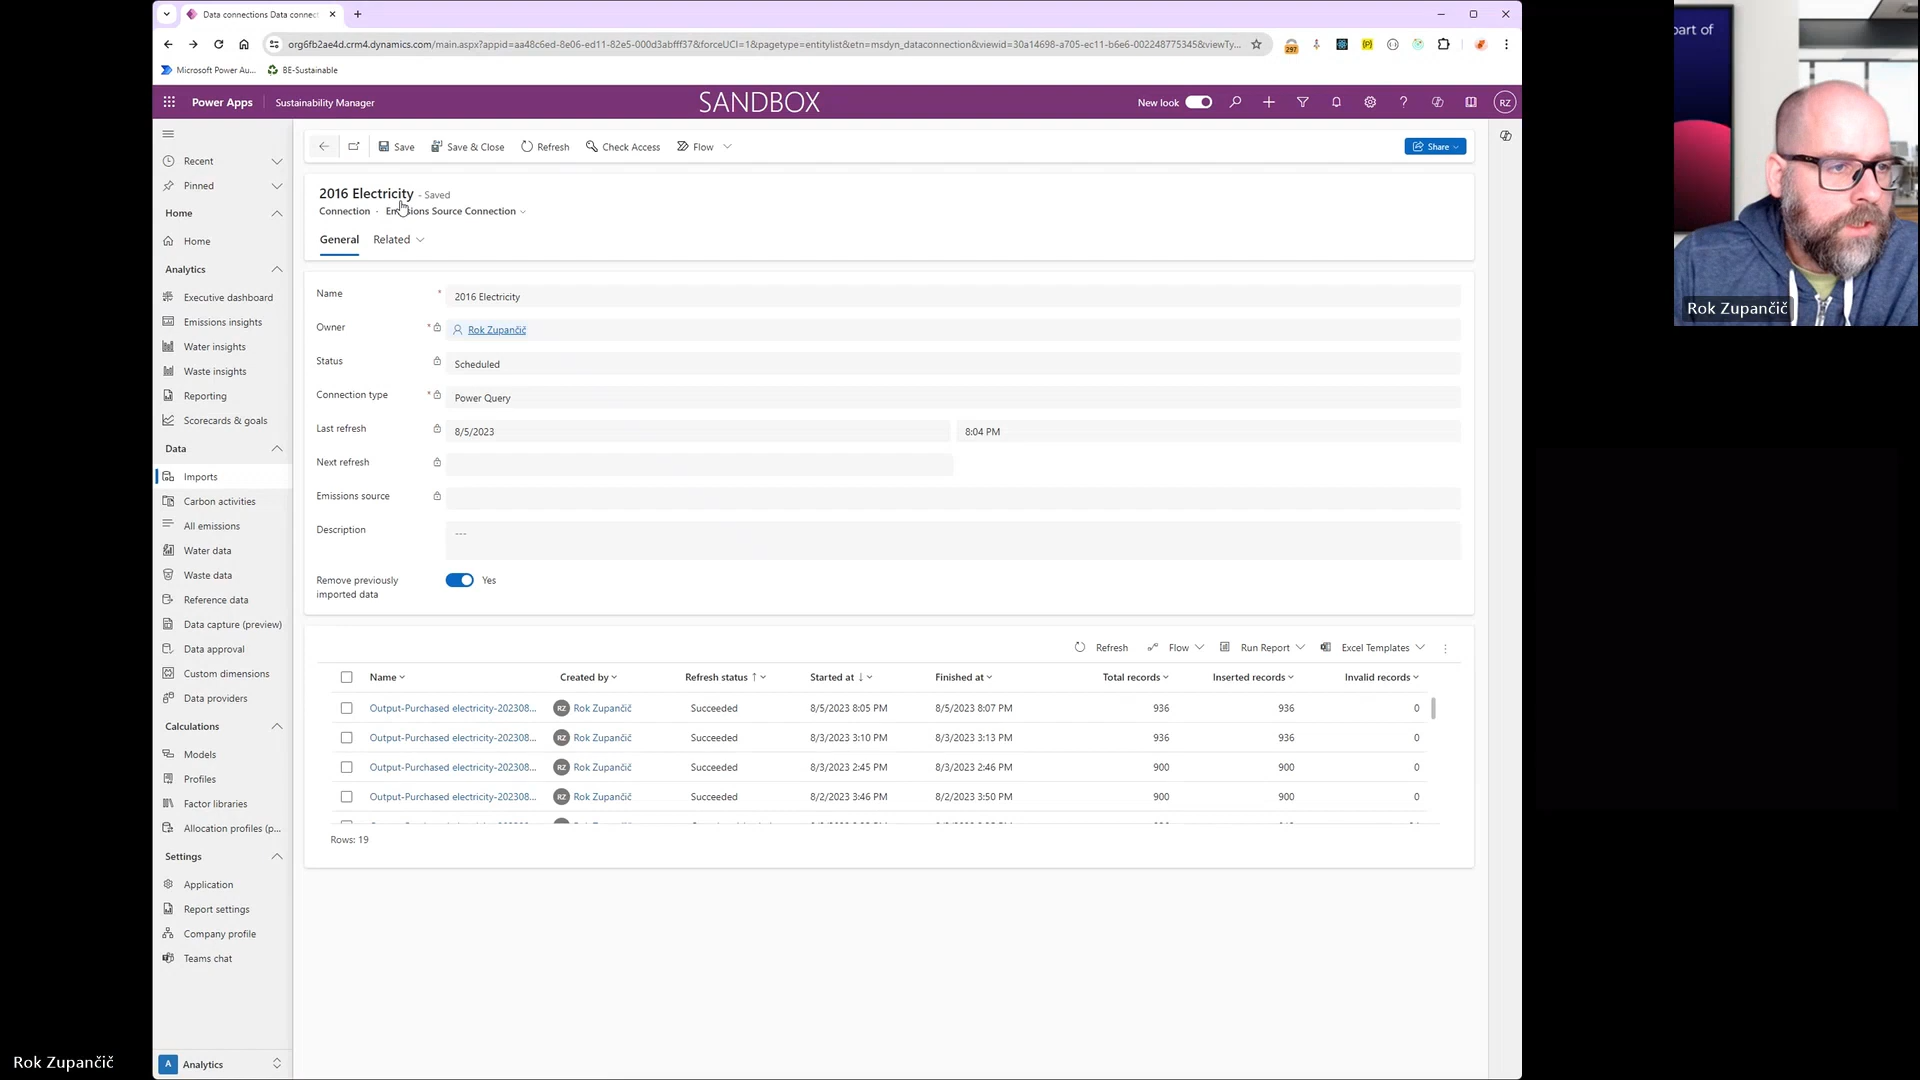 Data connections Data connect
org6fb2ae4d.crm4.dynamics.com/main.aspx?appid=aa48c6ed-8e06-ed11-82e5-000d3abfff37&forceUCI=1&pagetype=entitylist&etn=msdyn_dataconnection&viewid=30a14698-a705-ec11-b6e6-002248775345&viewTy...
297
Microsoft Power Au...
BE-Sustainable
Power Apps
Sustainability Manager
SANDBOX
New look
RZ
Recent
Pinned
Home
Home
Analytics
Executive dashboard
Emissions insights
Water insights
Waste insights
Reporting
Scorecards & goals
Data
Imports
Carbon activities
All emissions
Water data
Waste data
Reference data
Data capture (preview)
Data approval
Custom dimensions
Data providers
Calculations
Models
Profiles
Factor libraries
Allocation profiles (p...
Settings
Application
Report settings
Company profile
Teams chat
A Analytics
Save
Save & Close
Refresh
Check Access
Flow
Share
2016 Electricity - Saved
Connection · Emissions Source Connection
General
Related
Name * 2016 Electricity
Owner * Rok Zupančič
Status Scheduled
Connection type * Power Query
Last refresh 8/5/2023 8:04 PM
Next refresh
Emissions source
Description ---
Remove previously
imported data
Yes
Refresh
Flow
Run Report
Excel Templates
Name Created by Refresh status ↑ Started at ↓ Finished at Total records Inserted records Invalid records
Output-Purchased electricity-202308... RZ Rok Zupančič Succeeded 8/5/2023 8:05 PM 8/5/2023 8:07 PM 936 936 0
Output-Purchased electricity-202308... RZ Rok Zupančič Succeeded 8/3/2023 3:10 PM 8/3/2023 3:13 PM 936 936 0
Output-Purchased electricity-202308... RZ Rok Zupančič Succeeded 8/3/2023 2:45 PM 8/3/2023 2:46 PM 900 900 0
Output-Purchased electricity-202308... RZ Rok Zupančič Succeeded 8/2/2023 3:46 PM 8/2/2023 3:50 PM 900 900 0
Rows: 19
part of
Rok Zupančič
Rok Zupančič